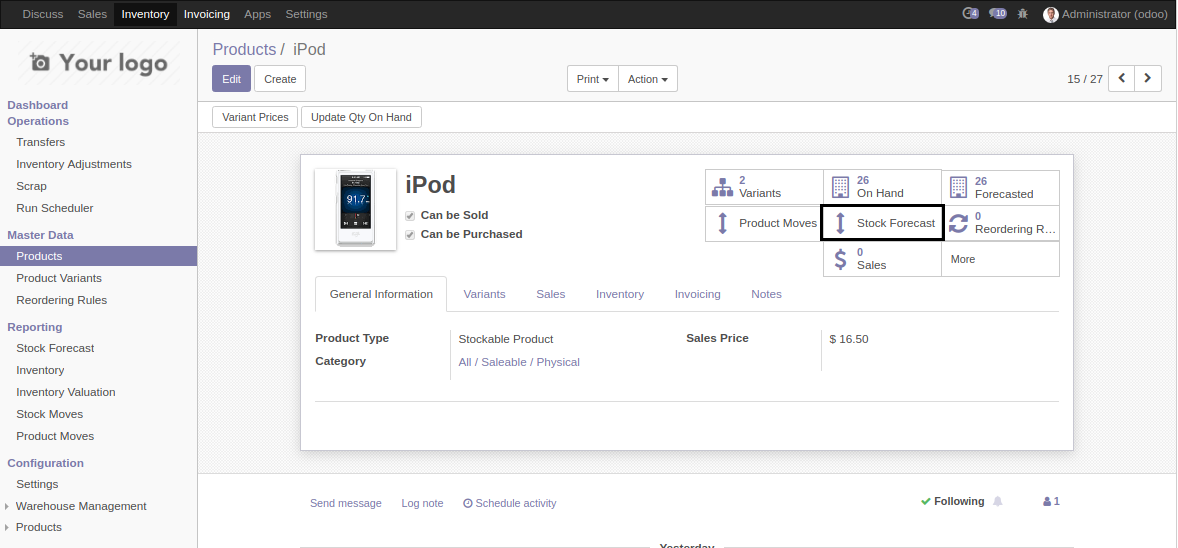 Discuss Sales Inventory Invoicing Apps Settings 4 10 Administrator (odoo)
Your logo
Products / iPod
Edit Create Print Action 15 / 27
Variant Prices Update Qty On Hand
Dashboard
Operations
Transfers
Inventory Adjustments
Scrap
Run Scheduler
Master Data
Products
Product Variants
Reordering Rules
Reporting
Stock Forecast
Inventory
Inventory Valuation
Stock Moves
Product Moves
Configuration
Settings
Warehouse Management
Products
91.7
iPod
Can be Sold
Can be Purchased
2
Variants
26
On Hand
26
Forecasted
Product Moves
Stock Forecast
0
Reordering R...
0
Sales
More
General Information Variants Sales Inventory Invoicing Notes
Product Type Stockable Product Sales Price $ 16.50
Category All / Saleable / Physical
Send message Log note Schedule activity Following 1
Yesterday